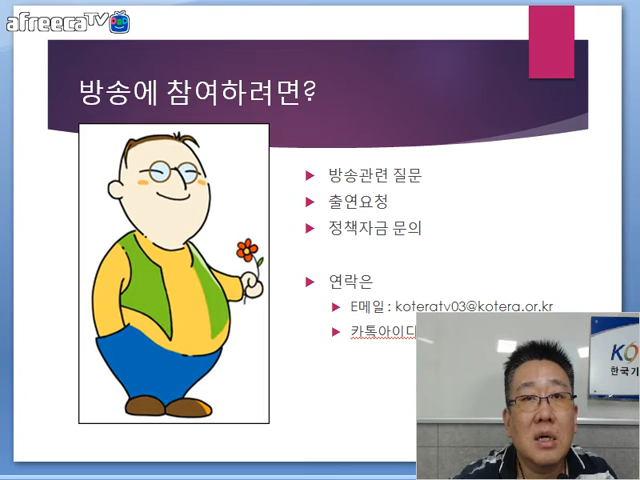 afreecaTV
방송에 참여하려면?
방송관련 질문
출연요청
정책자금 문의
연락은
E메일 : koteratv03@kotera.or.kr
카톡아이디
KO
한국기